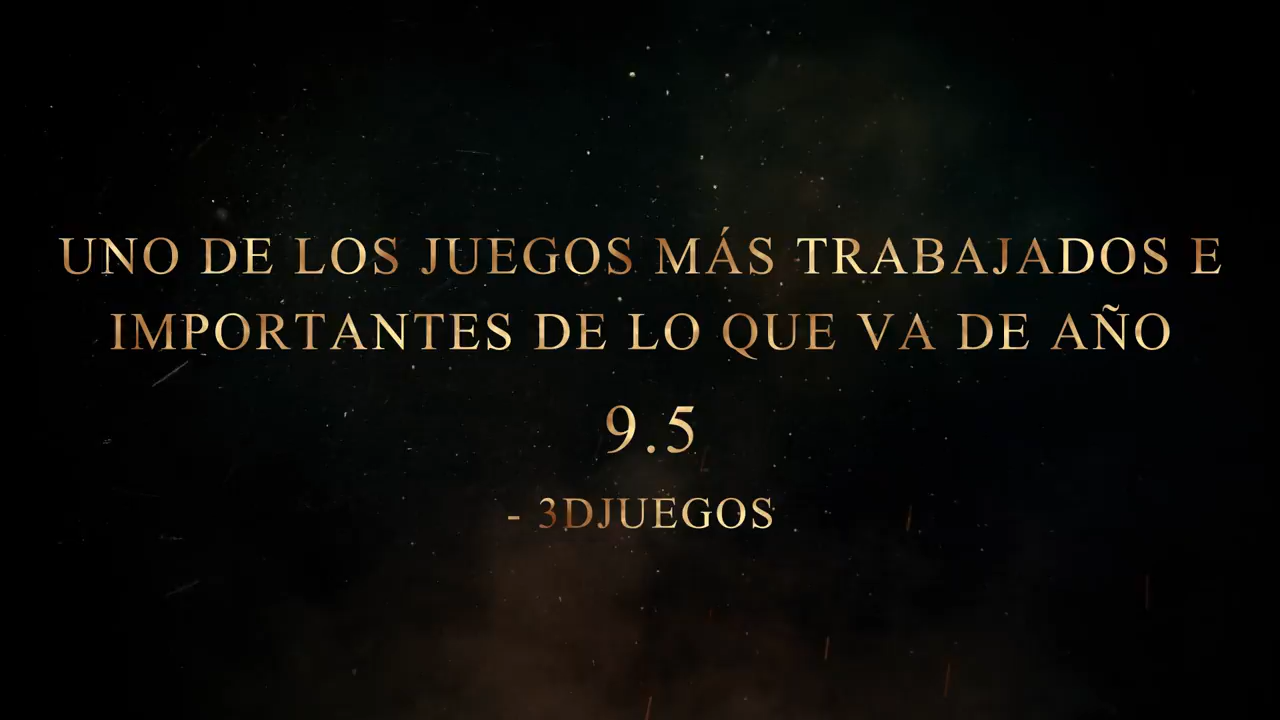 UNO DE LOS JUEGOS MÁS TRABAJADOS E
IMPORTANTES DE LO QUE VA DE AÑO
9.5
- 3DJUEGOS